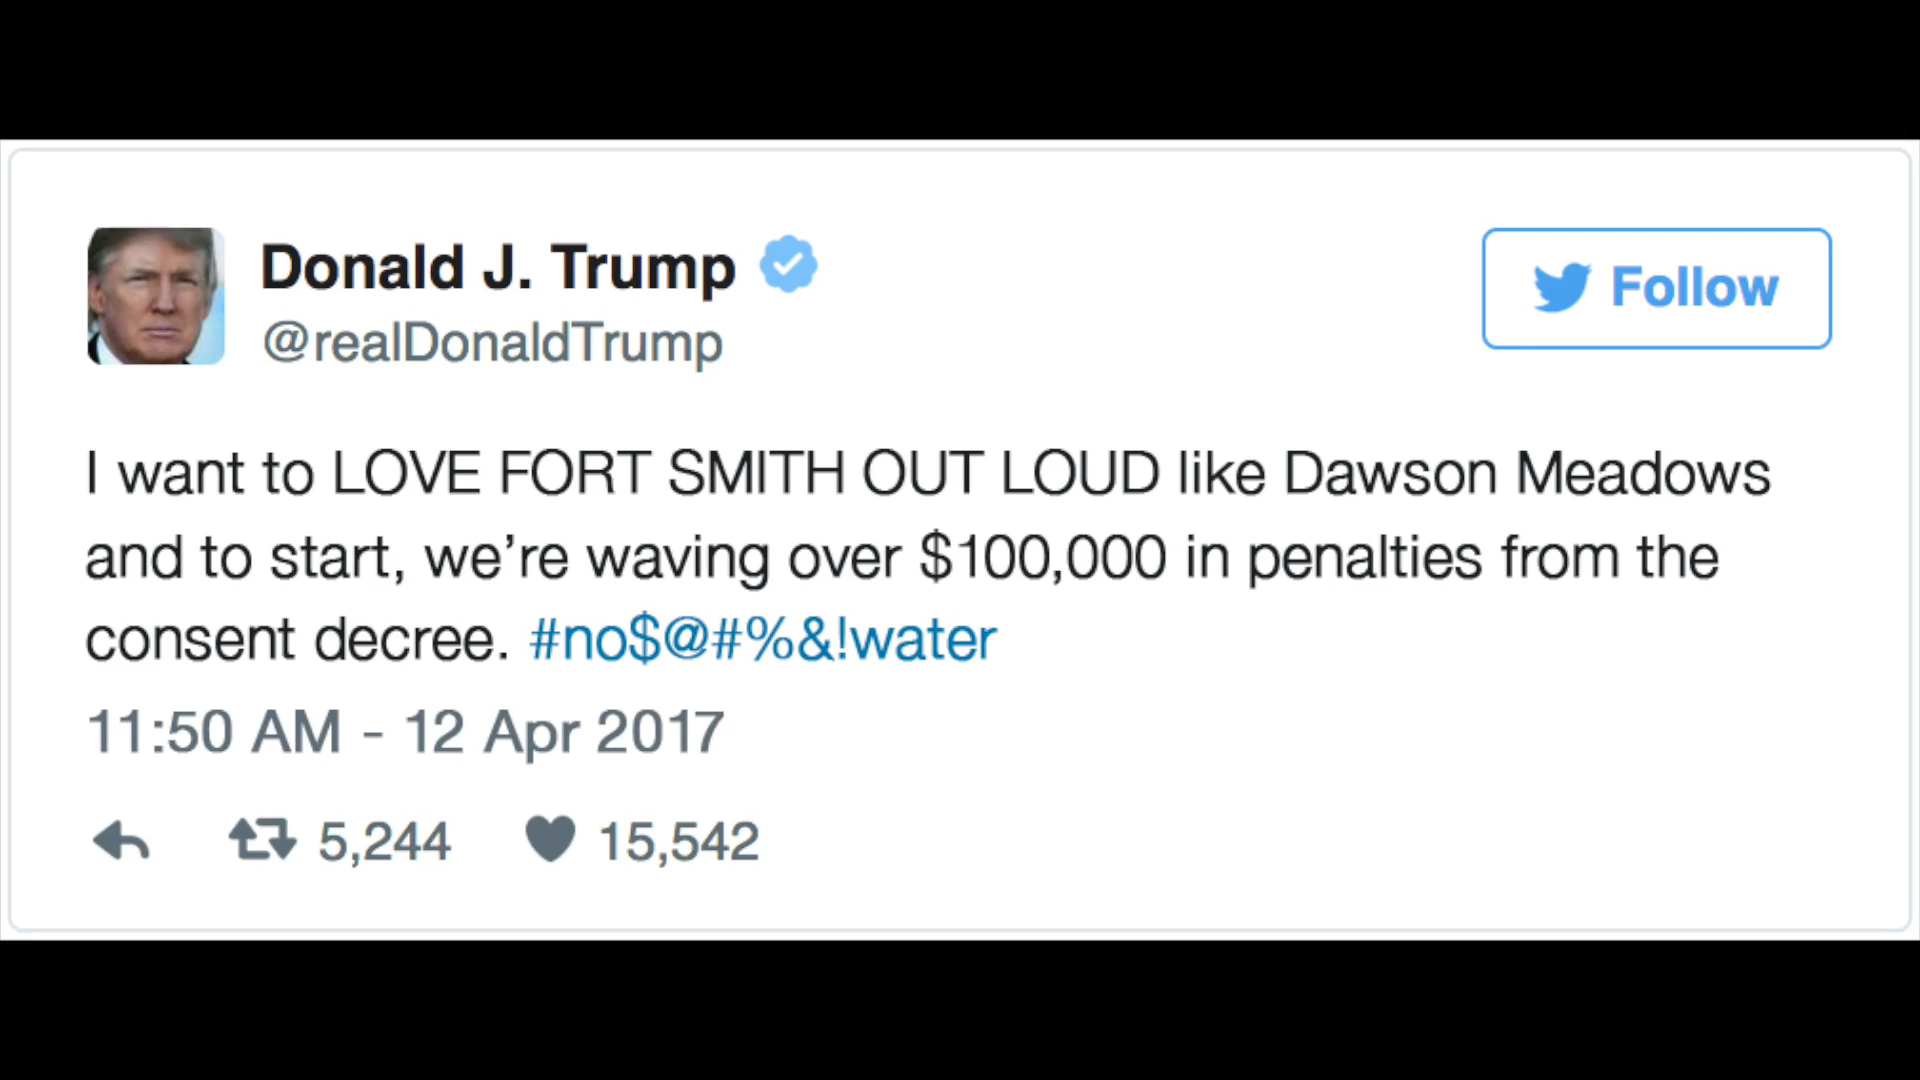 Donald J. Trump
@realDonaldTrump
Follow
I want to LOVE FORT SMITH OUT LOUD like Dawson Meadows
and to start, we’re waving over $100,000 in penalties from the
consent decree. #no$@#%&!water
11:50 AM - 12 Apr 2017
5,244 15,542